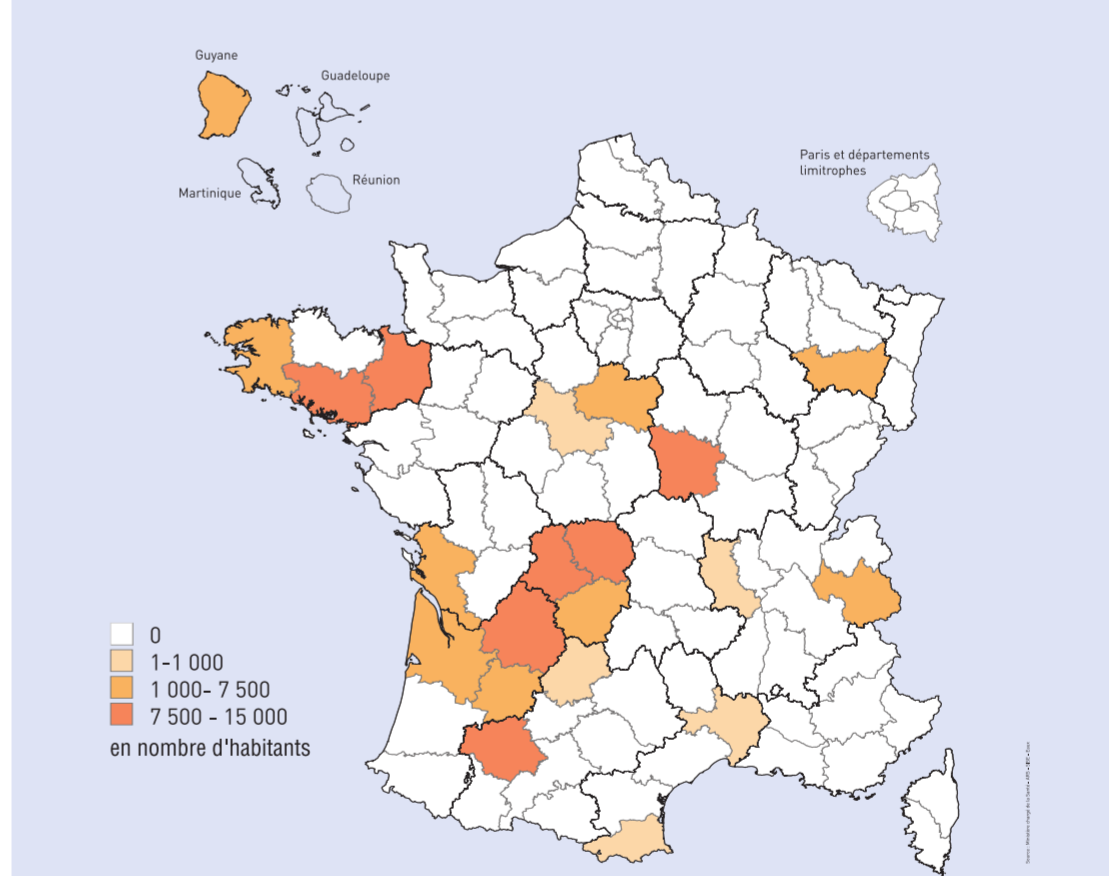 Guyane
Guadeloupe
Martinique
Réunion
Paris et départements
limitrophes
0
1-1 000
1 000- 7 500
7 500 - 15 000
en nombre d'habitants